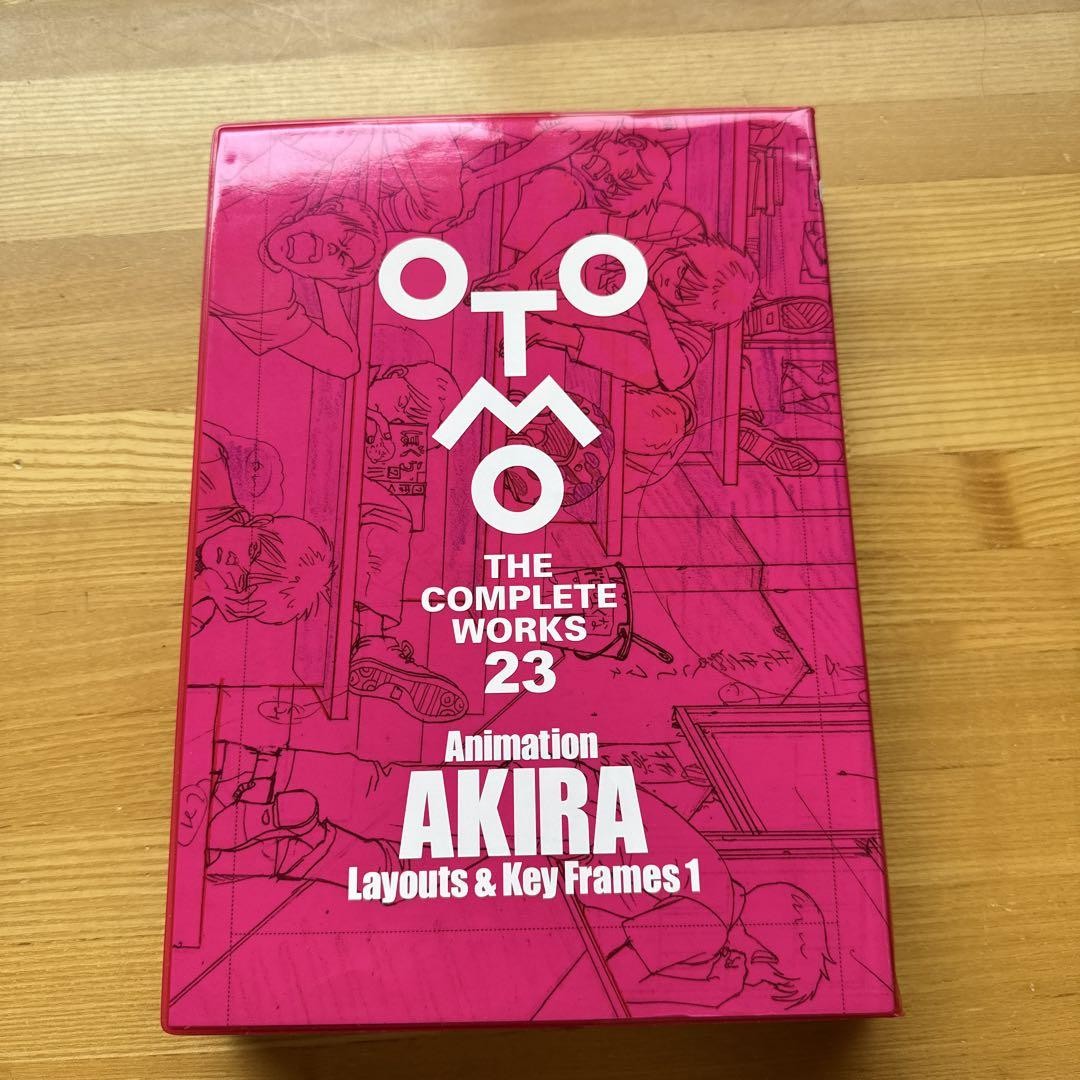 OTOMO
THE
COMPLETE
WORKS
23
Animation
AKIRA
Layouts & Key Frames 1